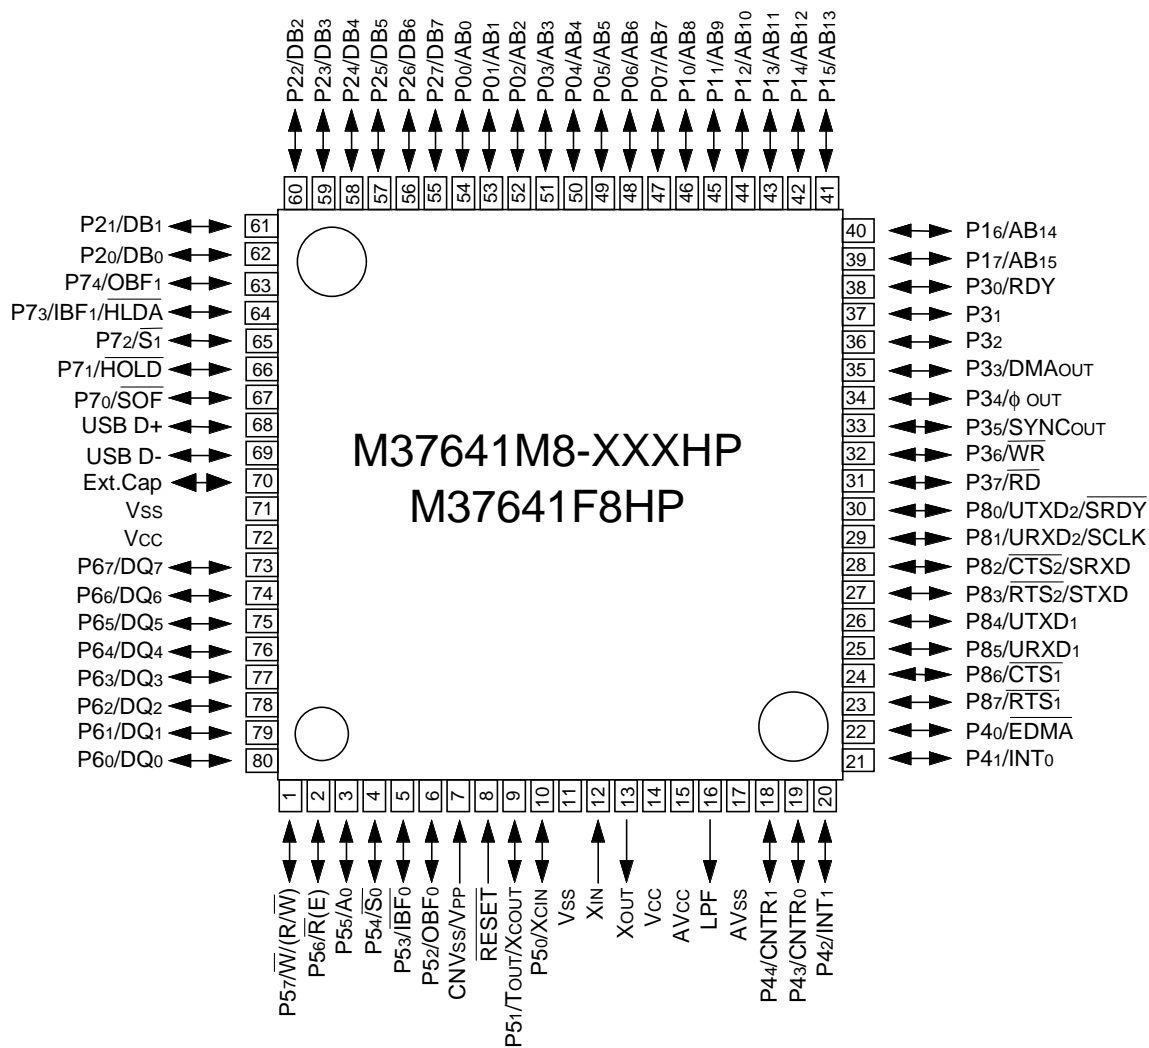 P22/DB2
P23/DB3
P24/DB4
P25/DB5
P26/DB6
P27/DB7
P00/AB0
P01/AB1
P02/AB2
P03/AB3
P04/AB4
P05/AB5
P06/AB6
P07/AB7
P10/AB8
P11/AB9
P12/AB10
P13/AB11
P14/AB12
P15/AB13
60
59
58
57
56
55
54
53
52
51
50
49
48
47
46
45
44
43
42
41
P21/DB1 61
P20/DB0 62
P74/OBF1 63
P73/IBF1/HLDA 64
P72/S1 65
P71/HOLD 66
P70/SOF 67
USB D+ 68
USB D- 69
Ext.Cap 70
Vss 71
Vcc 72
P67/DQ7 73
P66/DQ6 74
P65/DQ5 75
P64/DQ4 76
P63/DQ3 77
P62/DQ2 78
P61/DQ1 79
P60/DQ0 80
M37641M8-XXXHP
M37641F8HP
40 P16/AB14
39 P17/AB15
38 P30/RDY
37 P31
36 P32
35 P33/DMAOUT
34 P34/ϕ OUT
33 P35/SYNCOUT
32 P36/WR
31 P37/RD
30 P80/UTXD2/SRDY
29 P81/URXD2/SCLK
28 P82/CTS2/SRXD
27 P83/RTS2/STXD
26 P84/UTXD1
25 P85/URXD1
24 P86/CTS1
23 P87/RTS1
22 P40/EDMA
21 P41/INT0
1
2
3
4
5
6
7
8
9
10
11
12
13
14
15
16
17
18
19
20
P57/W/(R/W)
P56/R(E)
P55/A0
P54/S0
P53/IBF0
P52/OBF0
CNVss/VPP
RESET
P51/TOUT/XCOUT
P50/XCIN
Vss
XIN
XOUT
Vcc
AVcc
LPF
AVss
P44/CNTR1
P43/CNTR0
P42/INT1